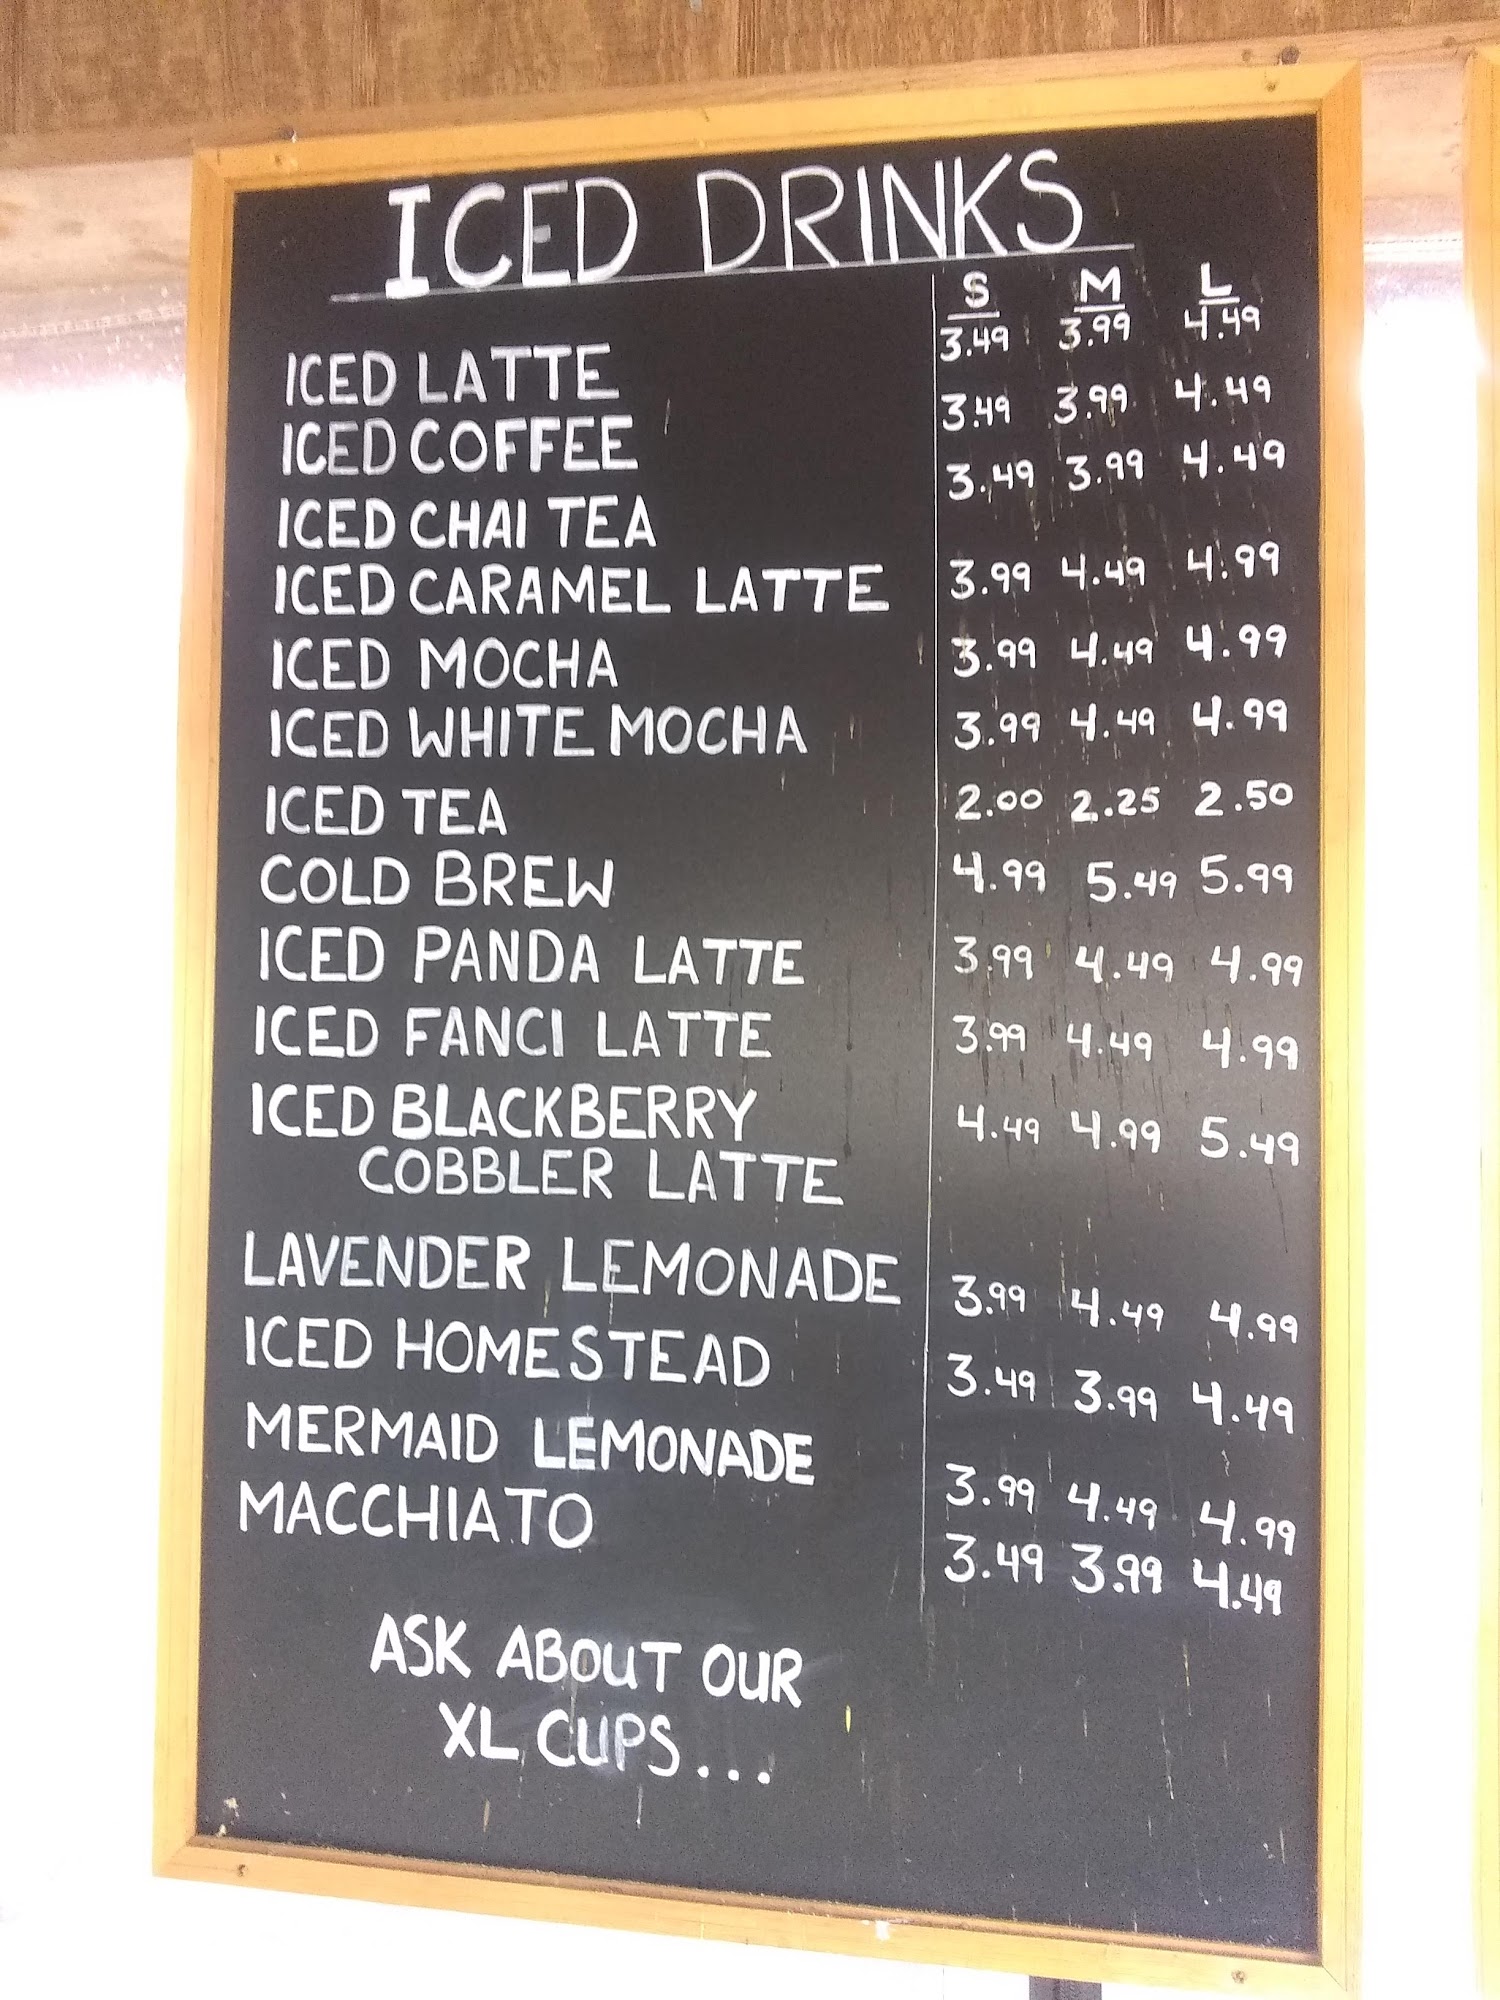 ICED DRINKS
S M L
ICED LATTE 3.49 3.99 4.49
ICED COFFEE 3.49 3.99 4.49
ICED CHAI TEA 3.49 3.99 4.49
ICED CARAMEL LATTE 3.99 4.49 4.99
ICED MOCHA 3.99 4.49 4.99
ICED WHITE MOCHA 3.99 4.49 4.99
ICED TEA 2.00 2.25 2.50
COLD BREW 4.99 5.49 5.99
ICED PANDA LATTE 3.99 4.49 4.99
ICED FANCI LATTE 3.99 4.49 4.99
ICED BLACKBERRY 4.49 4.99 5.49
COBBLER LATTE
LAVENDER LEMONADE 3.99 4.49 4.99
ICED HOMESTEAD 3.49 3.99 4.49
MERMAID LEMONADE 3.99 4.49 4.99
MACCHIATO 3.49 3.99 4.49
ASK ABOUT OUR
XL CUPS...